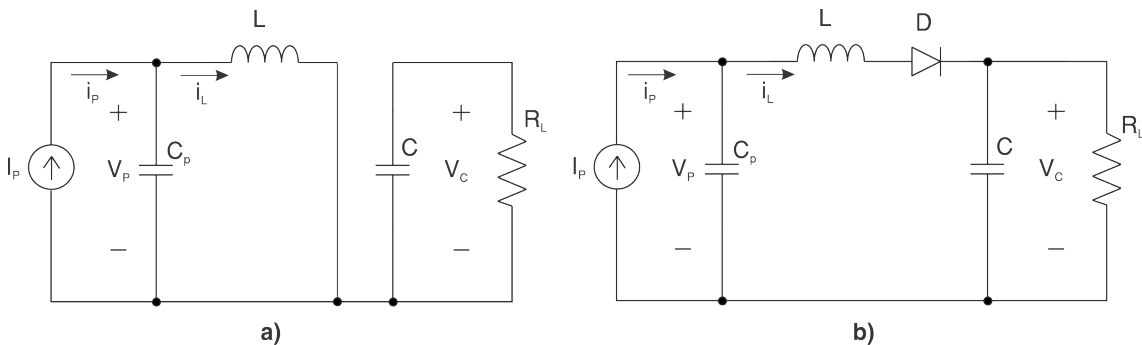 L
i_P
i_L
+
+
I_P
V_P
C_p
C
V_C
R_L
−
−
a)
L
D
i_P
i_L
+
+
I_P
V_P
C_p
C
V_C
R_L
−
−
b)